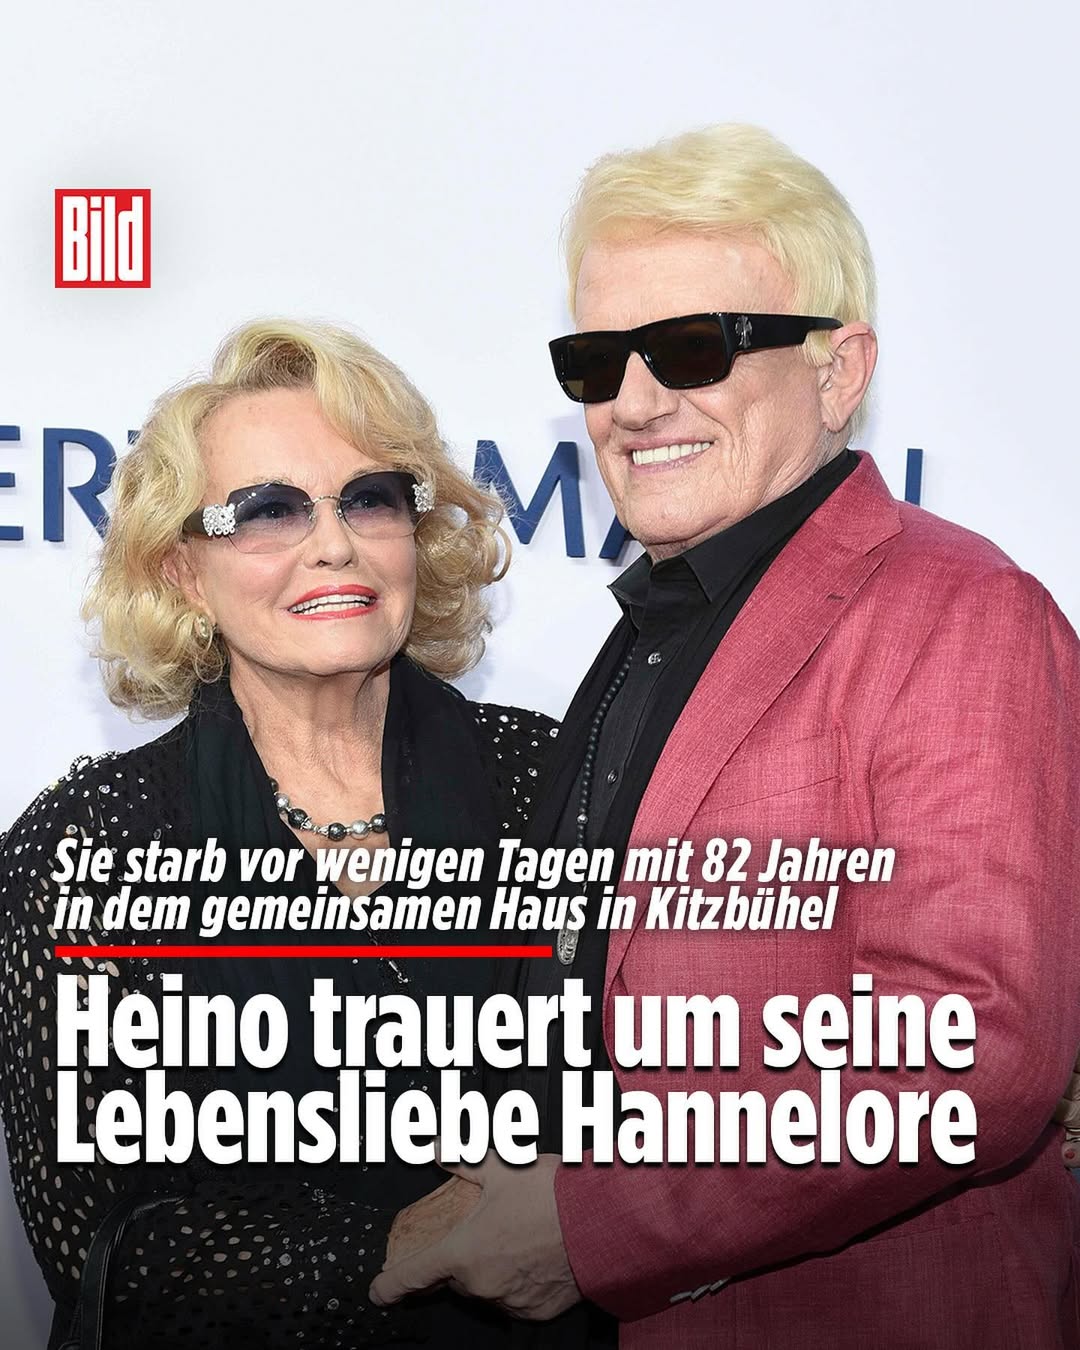 Bild
Sie starb vor wenigen Tagen mit 82 Jahren
in dem gemeinsamen Haus in Kitzbühel
Heino trauert um seine
Lebensliebe Hannelore